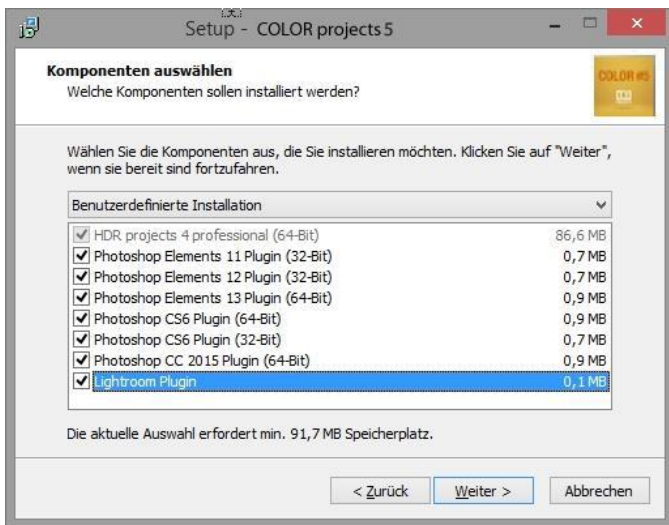 Setup - COLOR projects 5
Komponenten auswählen
Welche Komponenten sollen installiert werden?
COLOR #5
Wählen Sie die Komponenten aus, die Sie installieren möchten. Klicken Sie auf "Weiter",
wenn sie bereit sind fortzufahren.
Benutzerdefinierte Installation
HDR projects 4 professional (64-Bit) 86,6 MB
Photoshop Elements 11 Plugin (32-Bit) 0,7 MB
Photoshop Elements 12 Plugin (32-Bit) 0,7 MB
Photoshop Elements 13 Plugin (64-Bit) 0,9 MB
Photoshop CS6 Plugin (64-Bit) 0,9 MB
Photoshop CS6 Plugin (32-Bit) 0,7 MB
Photoshop CC 2015 Plugin (64-Bit) 0,9 MB
Lightroom Plugin 0,1 MB
Die aktuelle Auswahl erfordert min. 91,7 MB Speicherplatz.
< Zurück Weiter > Abbrechen